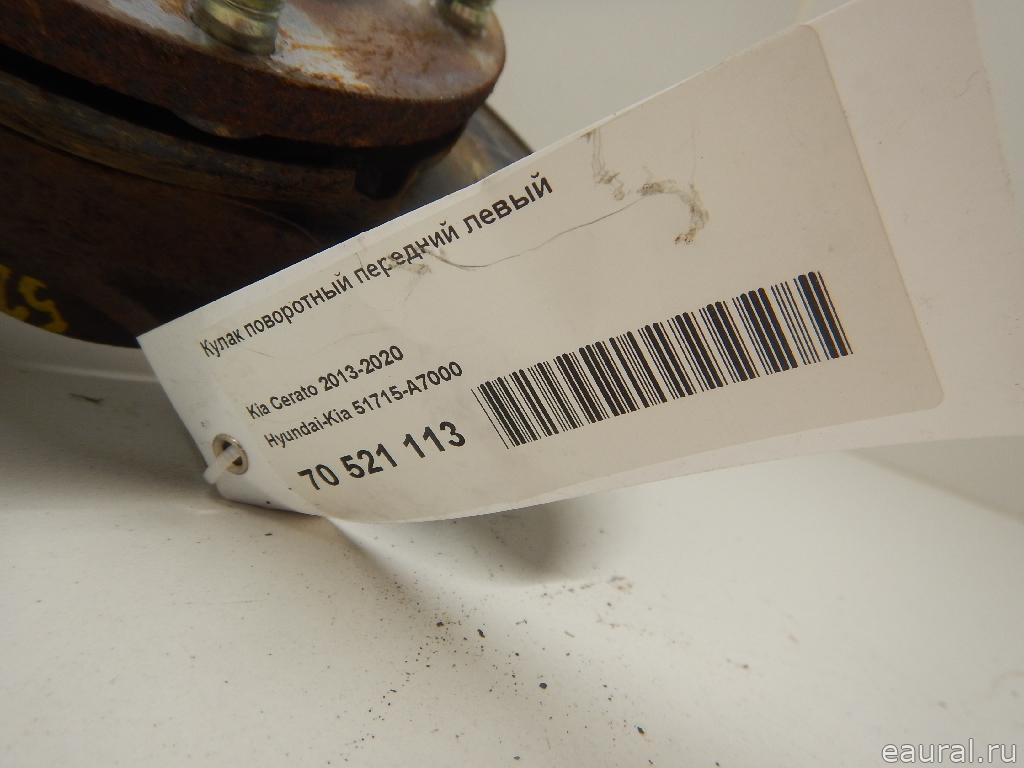 Кулак поворотный передний левый
Kia Cerato 2013-2020
Hyundai-Kia 51715-A7000
70 521 113
eaural.ru